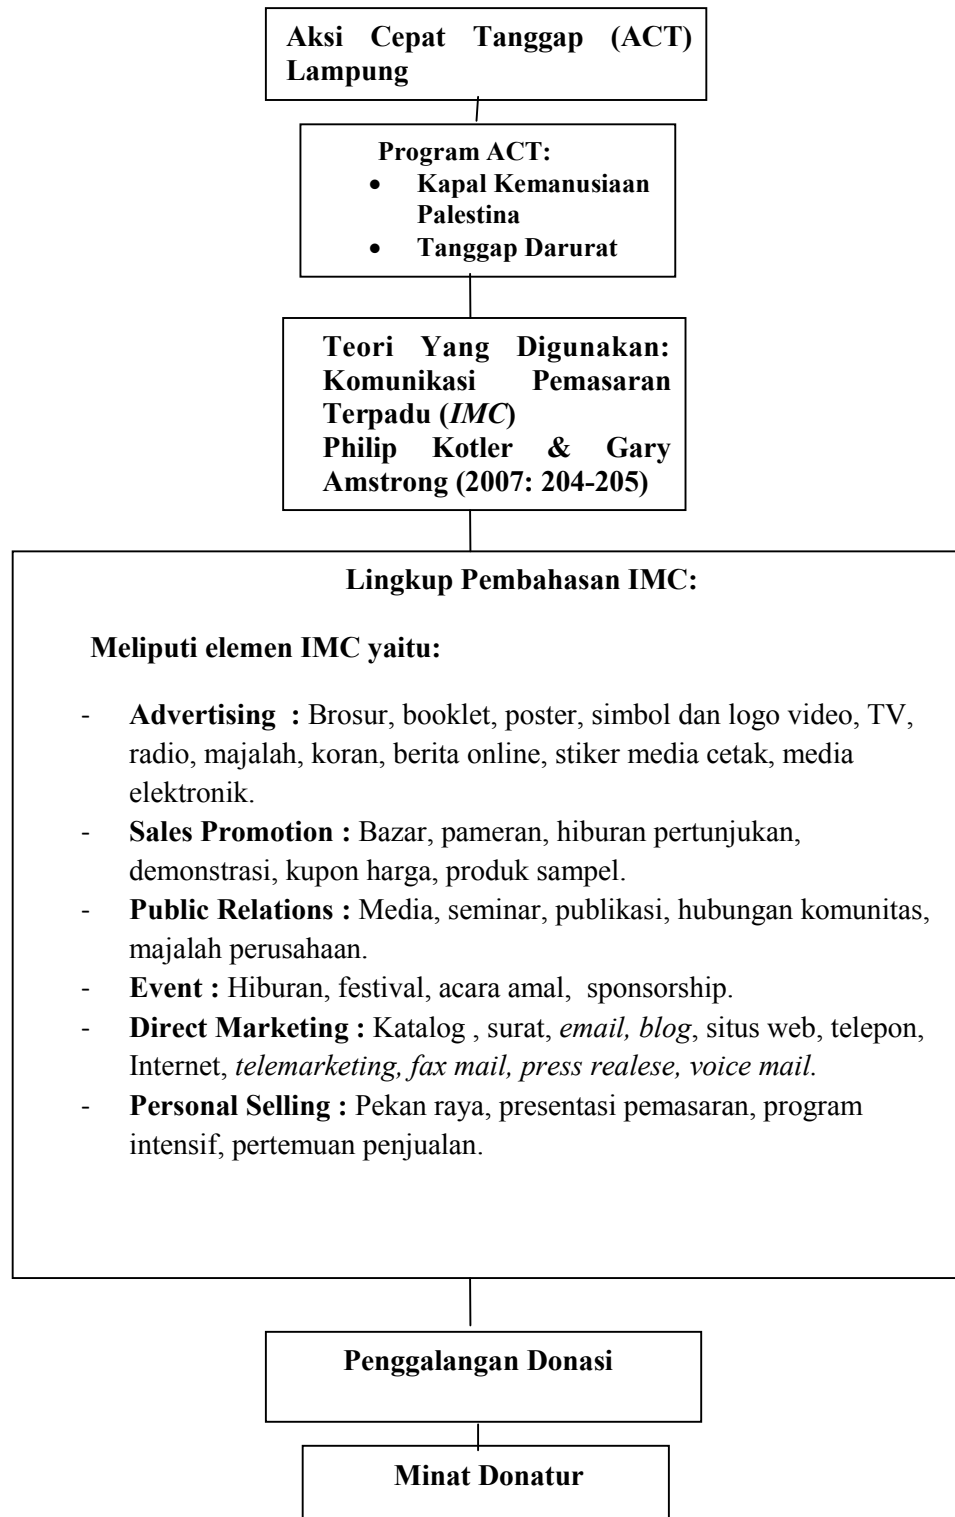 Aksi Cepat Tanggap (ACT)
Lampung
Program ACT:
• Kapal Kemanusiaan
Palestina
• Tanggap Darurat
Teori Yang Digunakan:
Komunikasi Pemasaran
Terpadu (IMC)
Philip Kotler & Gary
Amstrong (2007: 204-205)
Lingkup Pembahasan IMC:
Meliputi elemen IMC yaitu:
- Advertising : Brosur, booklet, poster, simbol dan logo video, TV,
radio, majalah, koran, berita online, stiker media cetak, media
elektronik.
- Sales Promotion : Bazar, pameran, hiburan pertunjukan,
demonstrasi, kupon harga, produk sampel.
- Public Relations : Media, seminar, publikasi, hubungan komunitas,
majalah perusahaan.
- Event : Hiburan, festival, acara amal, sponsorship.
- Direct Marketing : Katalog , surat, email, blog, situs web, telepon,
Internet, telemarketing, fax mail, press realese, voice mail.
- Personal Selling : Pekan raya, presentasi pemasaran, program
intensif, pertemuan penjualan.
Penggalangan Donasi
Minat Donatur